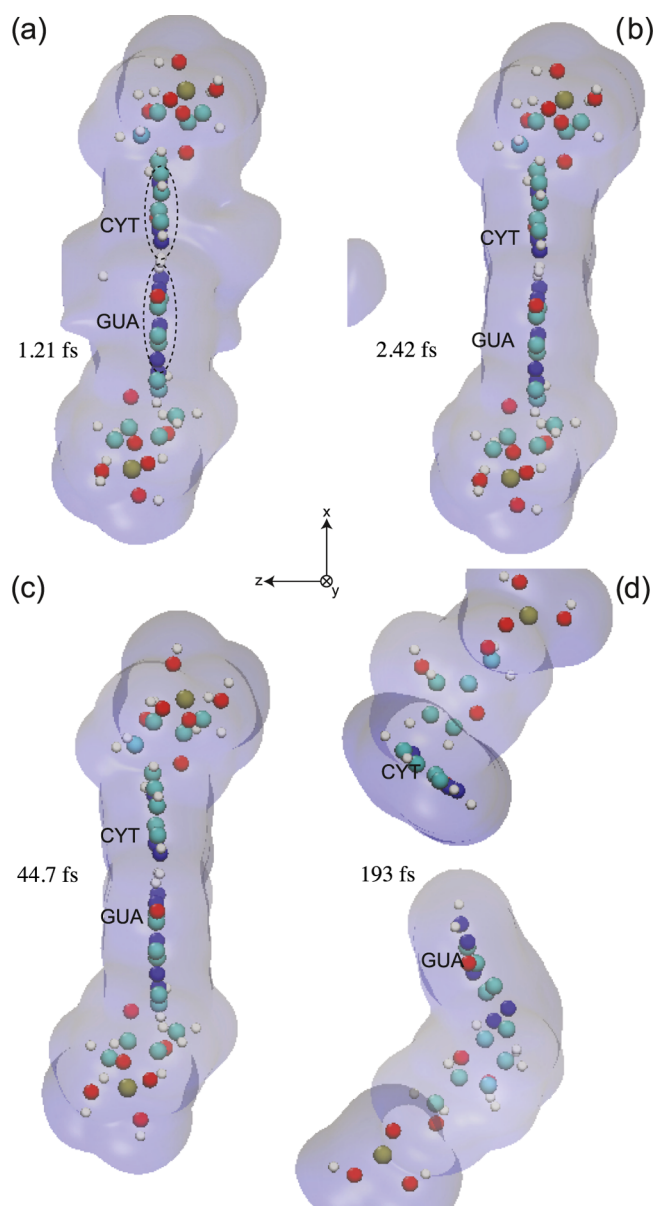 (a)
(b)
CYT
GUA
1.21 fs
CYT
GUA
2.42 fs
x
z
y
(c)
(d)
CYT
GUA
44.7 fs
CYT
193 fs
GUA